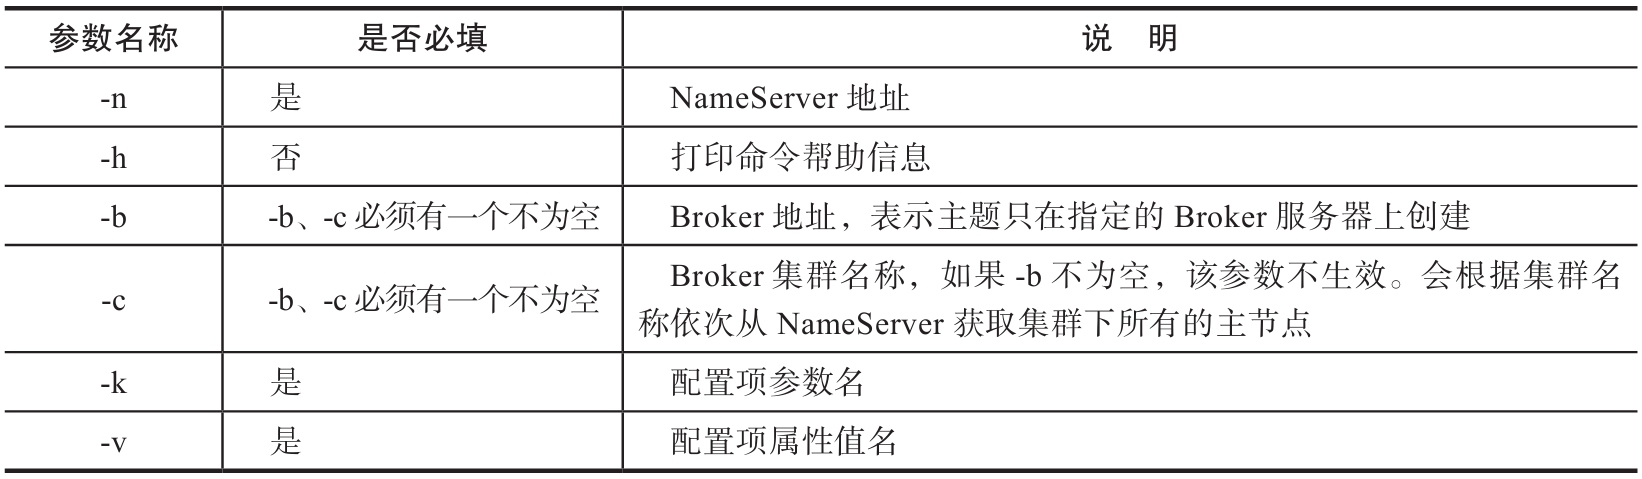 参数名称 是否必填 说 明
-n 是 NameServer 地址
-h 否 打印命令帮助信息
-b -b、-c 必须有一个不为空 Broker 地址，表示主题只在指定的 Broker 服务器上创建
-c -b、-c 必须有一个不为空 Broker 集群名称，如果 -b 不为空，该参数不生效。会根据集群名
称依次从 NameServer 获取集群下所有的主节点
-k 是 配置项参数名
-v 是 配置项属性值名